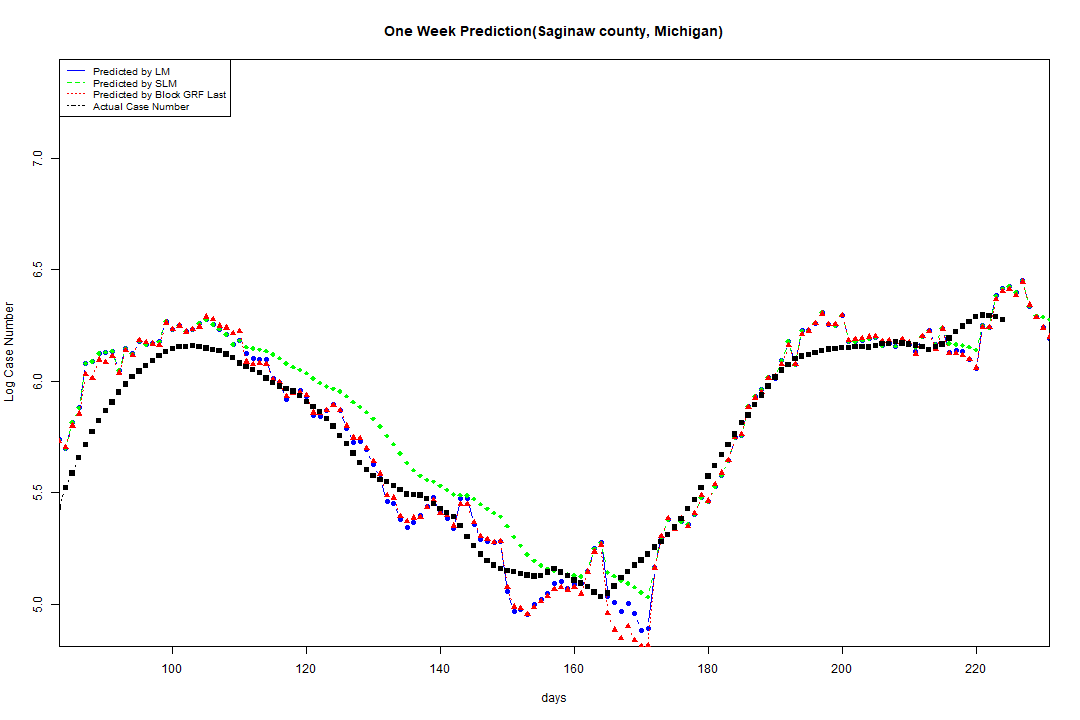 One Week Prediction(Saginaw county, Michigan)
Predicted by LM
Predicted by SLM
Predicted by Block GRF Last
Actual Case Number
7.0
6.5
6.0
5.5
5.0
Log Case Number
100 120 140 160 180 200 220
days